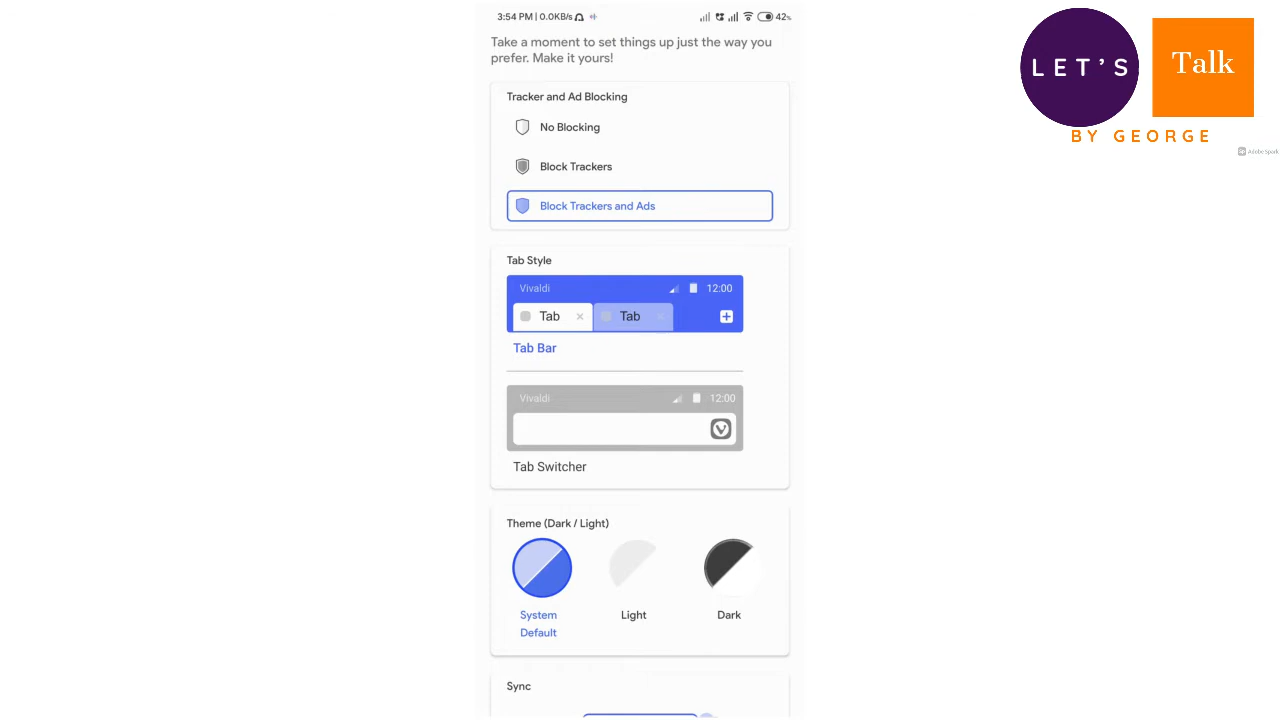 3:54 PM | 0.0KB/s
42%
LET'S
Talk
BY GEORGE
Adobe Spark
Take a moment to set things up just the way you
prefer. Make it yours!
Tracker and Ad Blocking
No Blocking
Block Trackers
Block Trackers and Ads
Tab Style
Vivaldi
12:00
Tab
Tab
Tab Bar
Vivaldi
12:00
Tab Switcher
Theme (Dark / Light)
System
Default
Light
Dark
Sync